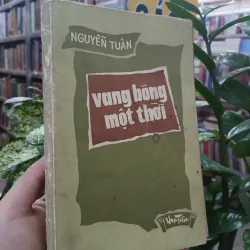 NGUYỄN TUÂN
vang bóng
một thời